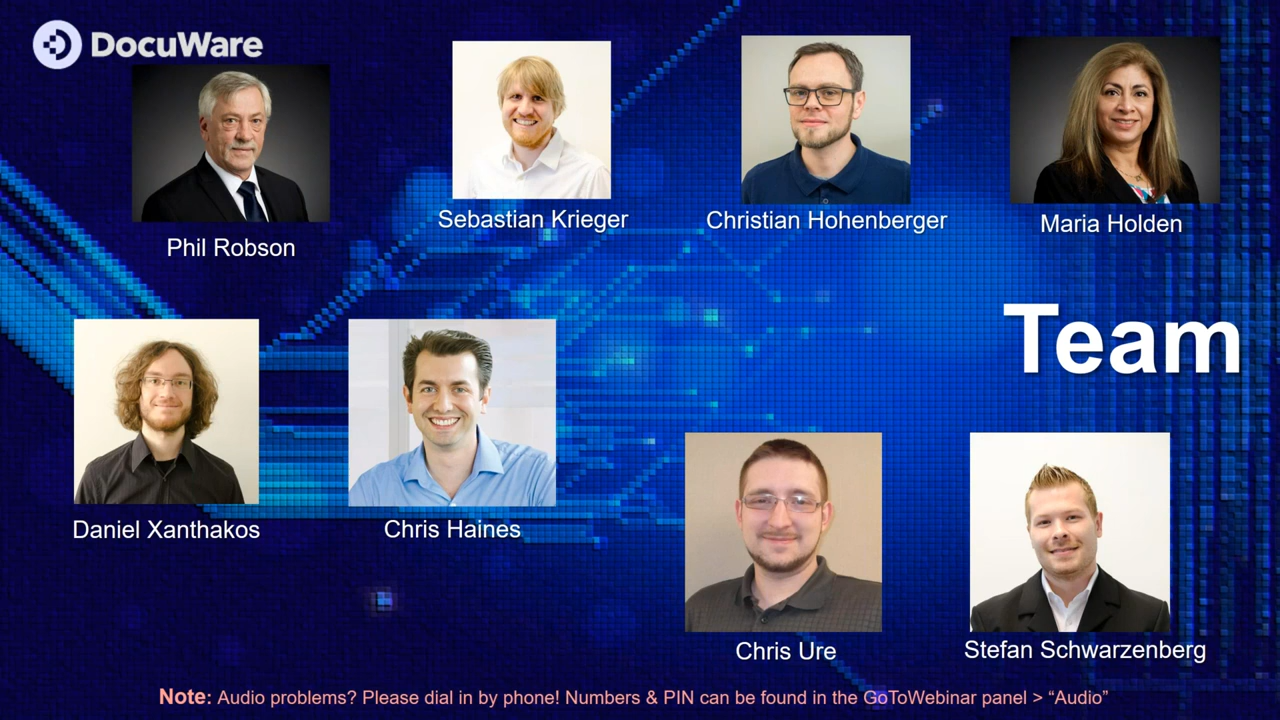 DocuWare
Phil Robson
Sebastian Krieger
Christian Hohenberger
Maria Holden
Team
Daniel Xanthakos
Chris Haines
Chris Ure
Stefan Schwarzenberg
Note: Audio problems? Please dial in by phone! Numbers & PIN can be found in the GoToWebinar panel > “Audio”